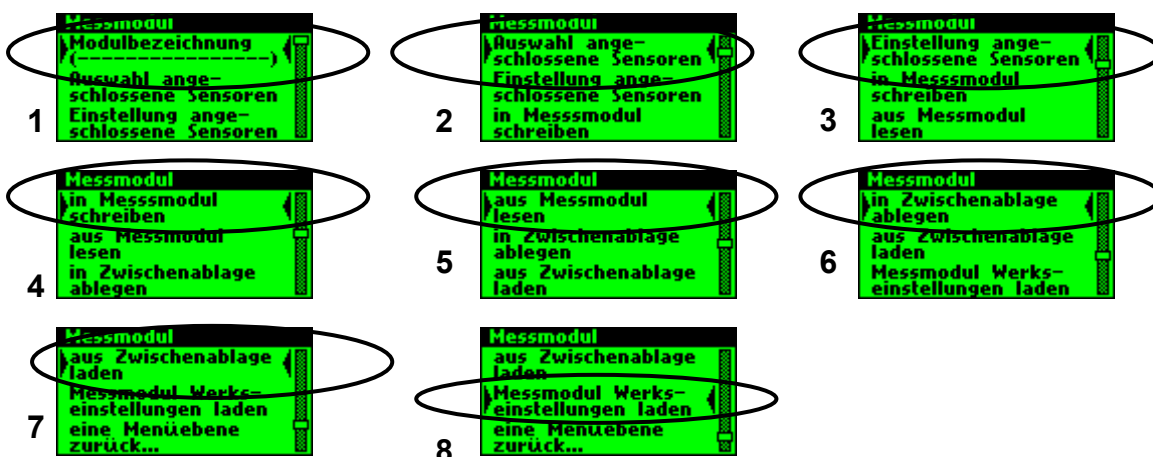 Messmodul
Modulbezeichnung
(-----------------)
Auswahl ange-
schlossene Sensoren
Einstellung ange-
schlossene Sensoren
1
Messmodul
Auswahl ange-
schlossene Sensoren
Einstellung ange-
schlossene Sensoren
in Messsmodul
schreiben
2
Messmodul
Einstellung ange-
schlossene Sensoren
in Messsmodul
schreiben
aus Messmodul
lesen
3
Messmodul
in Messsmodul
schreiben
aus Messmodul
lesen
in Zwischenablage
ablegen
4
Messmodul
aus Messmodul
lesen
in Zwischenablage
ablegen
aus Zwischenablage
laden
5
Messmodul
in Zwischenablage
ablegen
aus Zwischenablage
laden
Messmodul Werks-
einstellungen laden
6
Messmodul
aus Zwischenablage
laden
Messmodul Werks-
einstellungen laden
eine Menüebene
zurück...
7
Messmodul
aus Zwischenablage
laden
Messmodul Werks-
einstellungen laden
eine Menüebene
zurück...
8